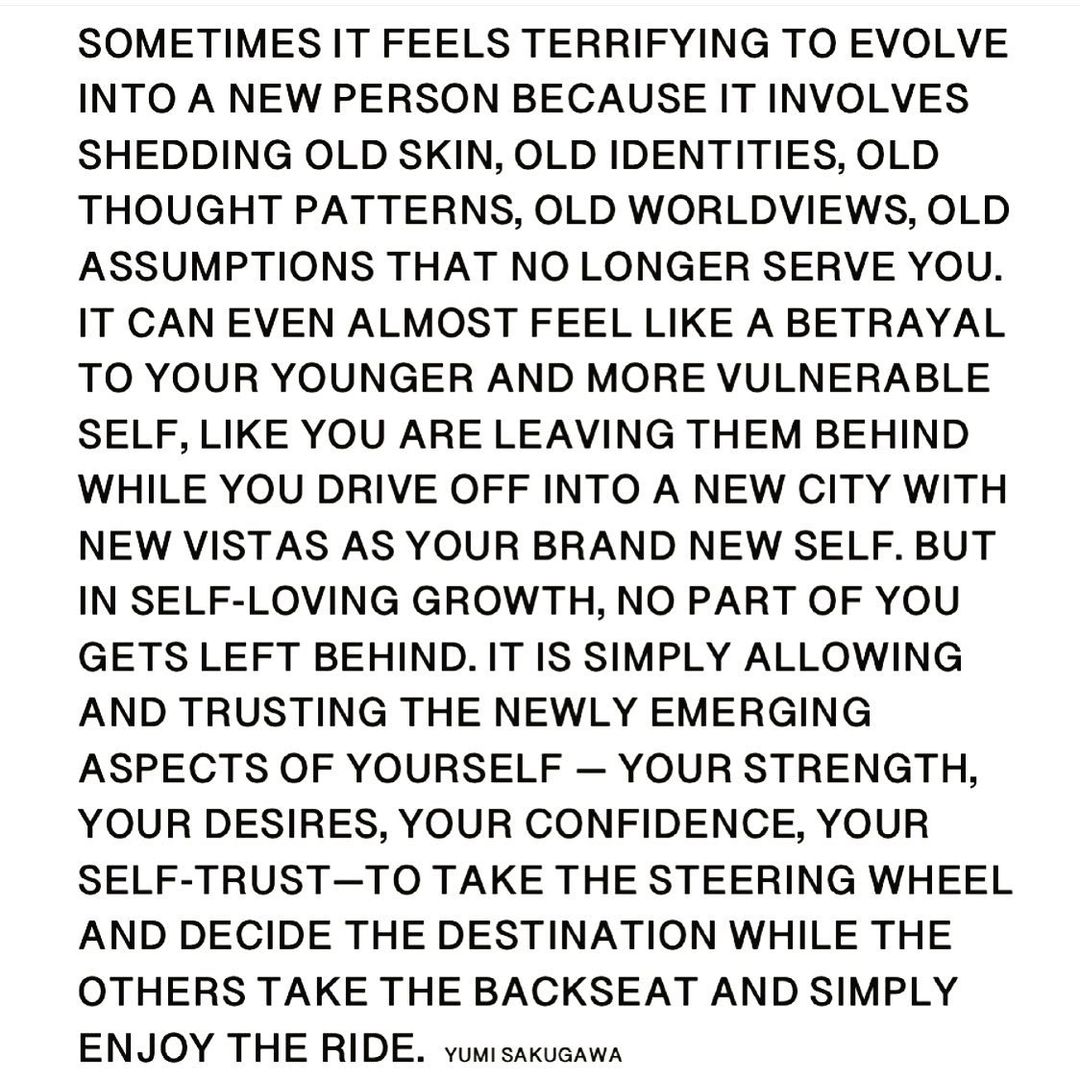 SOMETIMES IT FEELS TERRIFYING TO EVOLVE
INTO A NEW PERSON BECAUSE IT INVOLVES
SHEDDING OLD SKIN, OLD IDENTITIES, OLD
THOUGHT PATTERNS, OLD WORLDVIEWS, OLD
ASSUMPTIONS THAT NO LONGER SERVE YOU.
IT CAN EVEN ALMOST FEEL LIKE A BETRAYAL
TO YOUR YOUNGER AND MORE VULNERABLE
SELF, LIKE YOU ARE LEAVING THEM BEHIND
WHILE YOU DRIVE OFF INTO A NEW CITY WITH
NEW VISTAS AS YOUR BRAND NEW SELF. BUT
IN SELF-LOVING GROWTH, NO PART OF YOU
GETS LEFT BEHIND. IT IS SIMPLY ALLOWING
AND TRUSTING THE NEWLY EMERGING
ASPECTS OF YOURSELF — YOUR STRENGTH,
YOUR DESIRES, YOUR CONFIDENCE, YOUR
SELF-TRUST—TO TAKE THE STEERING WHEEL
AND DECIDE THE DESTINATION WHILE THE
OTHERS TAKE THE BACKSEAT AND SIMPLY
ENJOY THE RIDE. YUMI SAKUGAWA